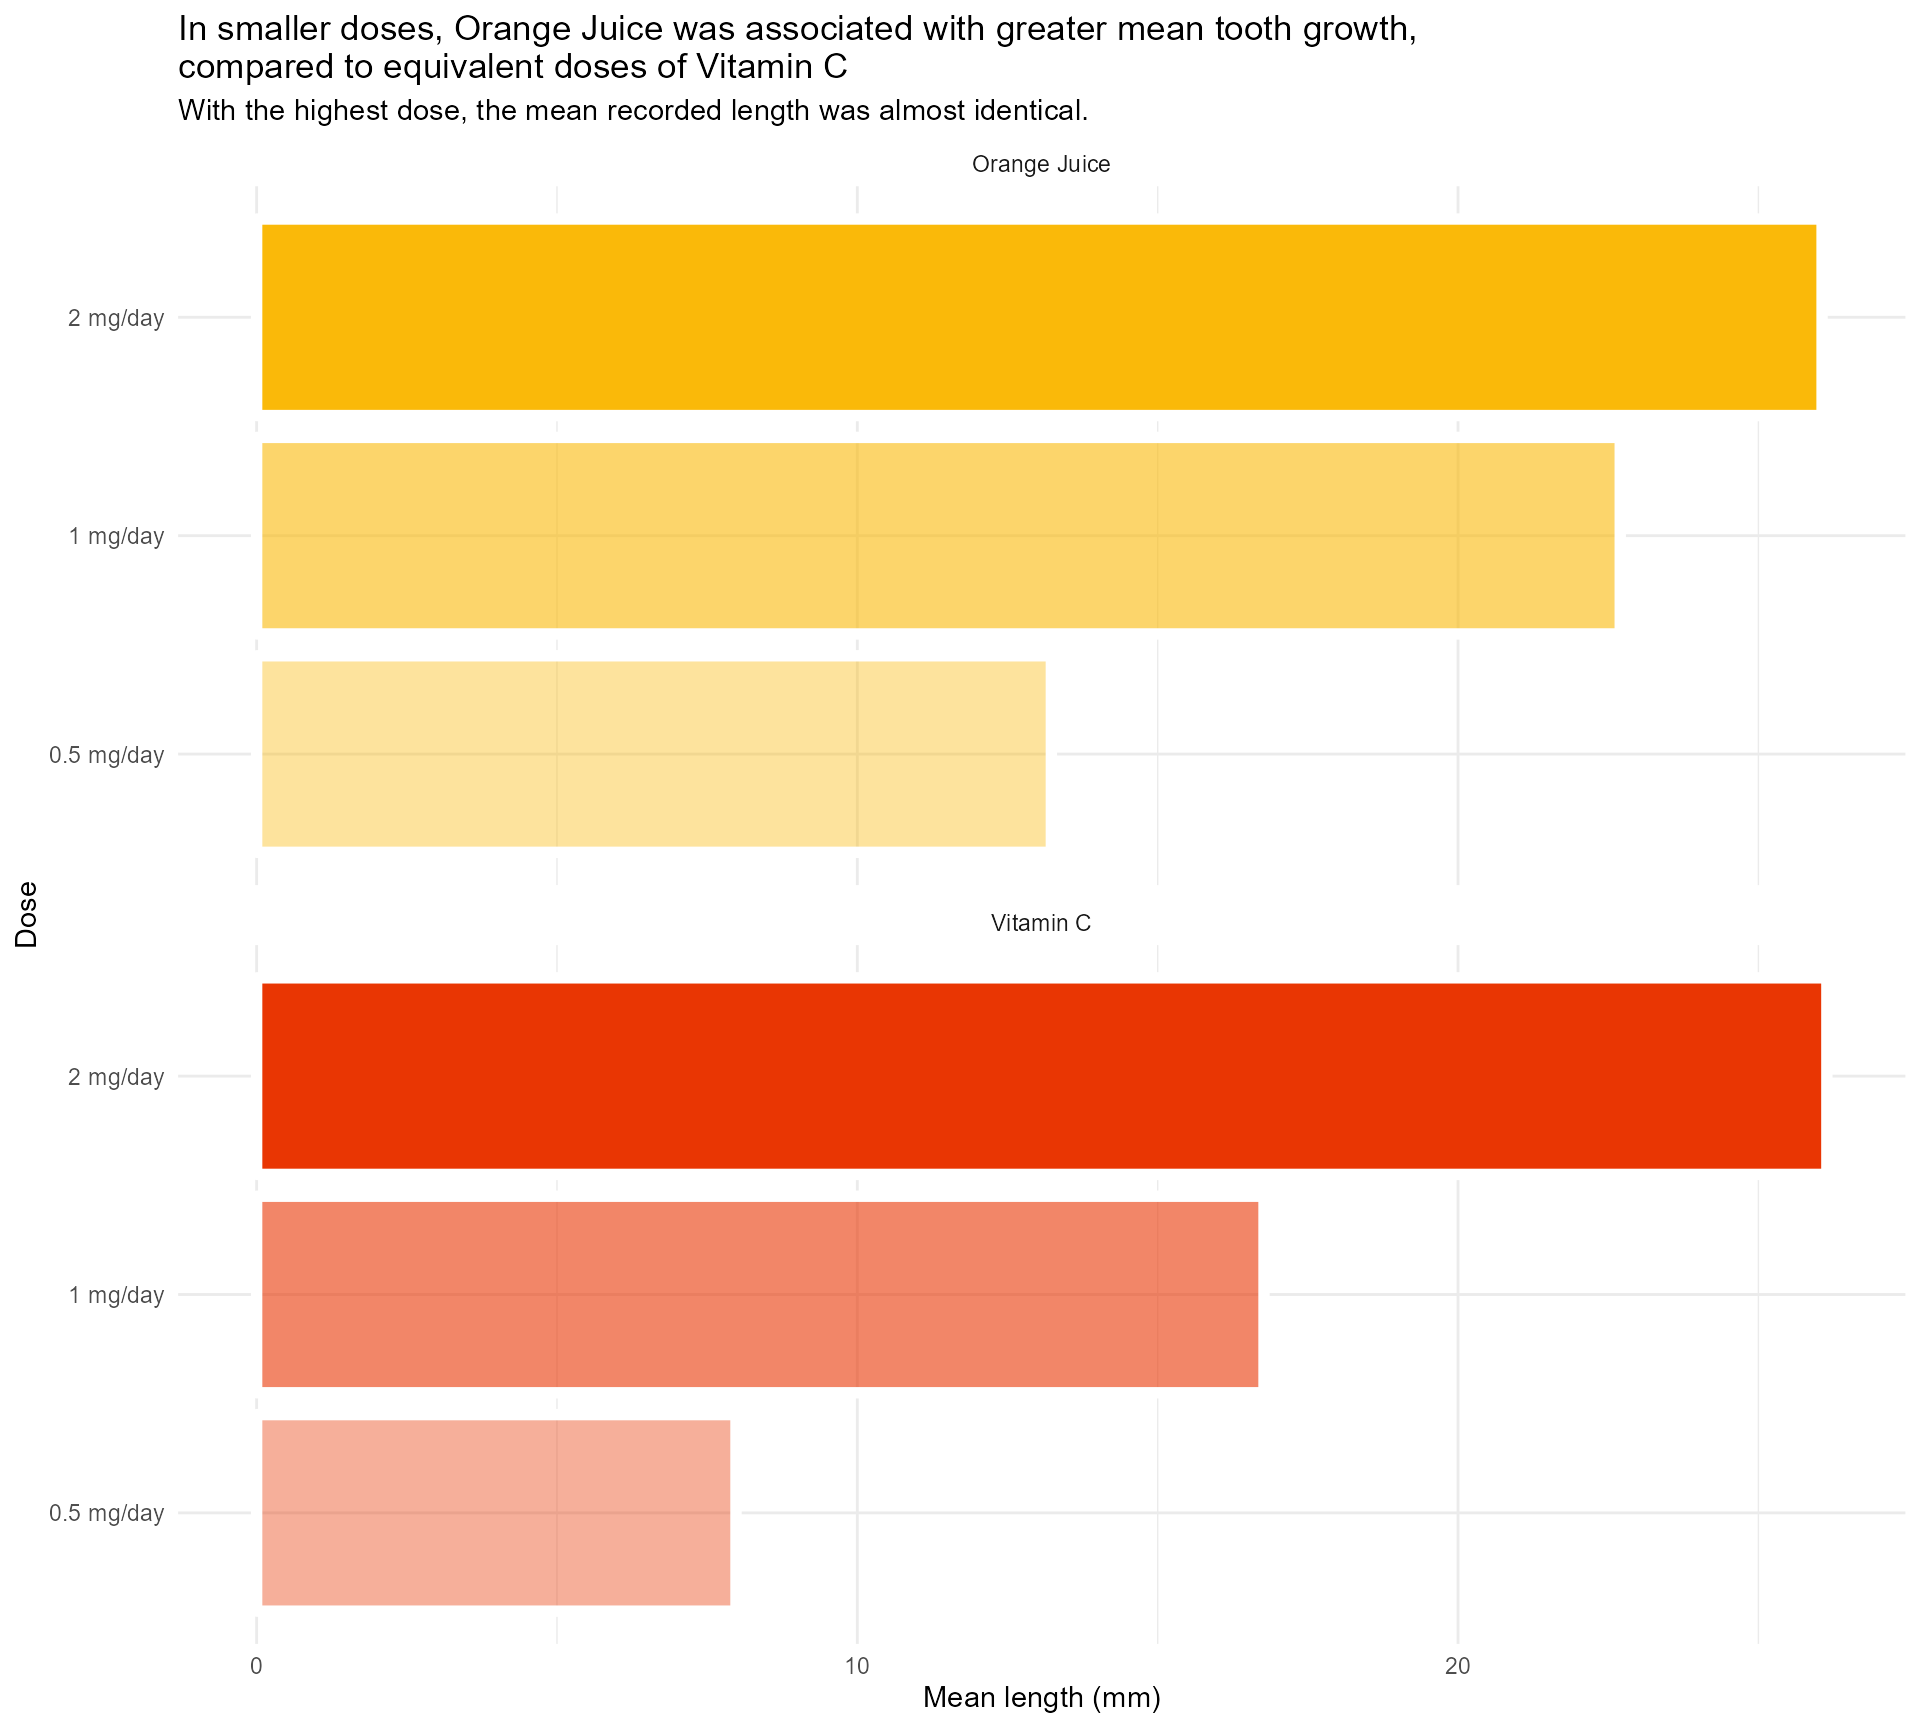 In smaller doses, Orange Juice was associated with greater mean tooth growth,
compared to equivalent doses of Vitamin C
With the highest dose, the mean recorded length was almost identical.
Orange Juice
2 mg/day
1 mg/day
0.5 mg/day
Dose
Vitamin C
2 mg/day
1 mg/day
0.5 mg/day
0 10 20
Mean length (mm)